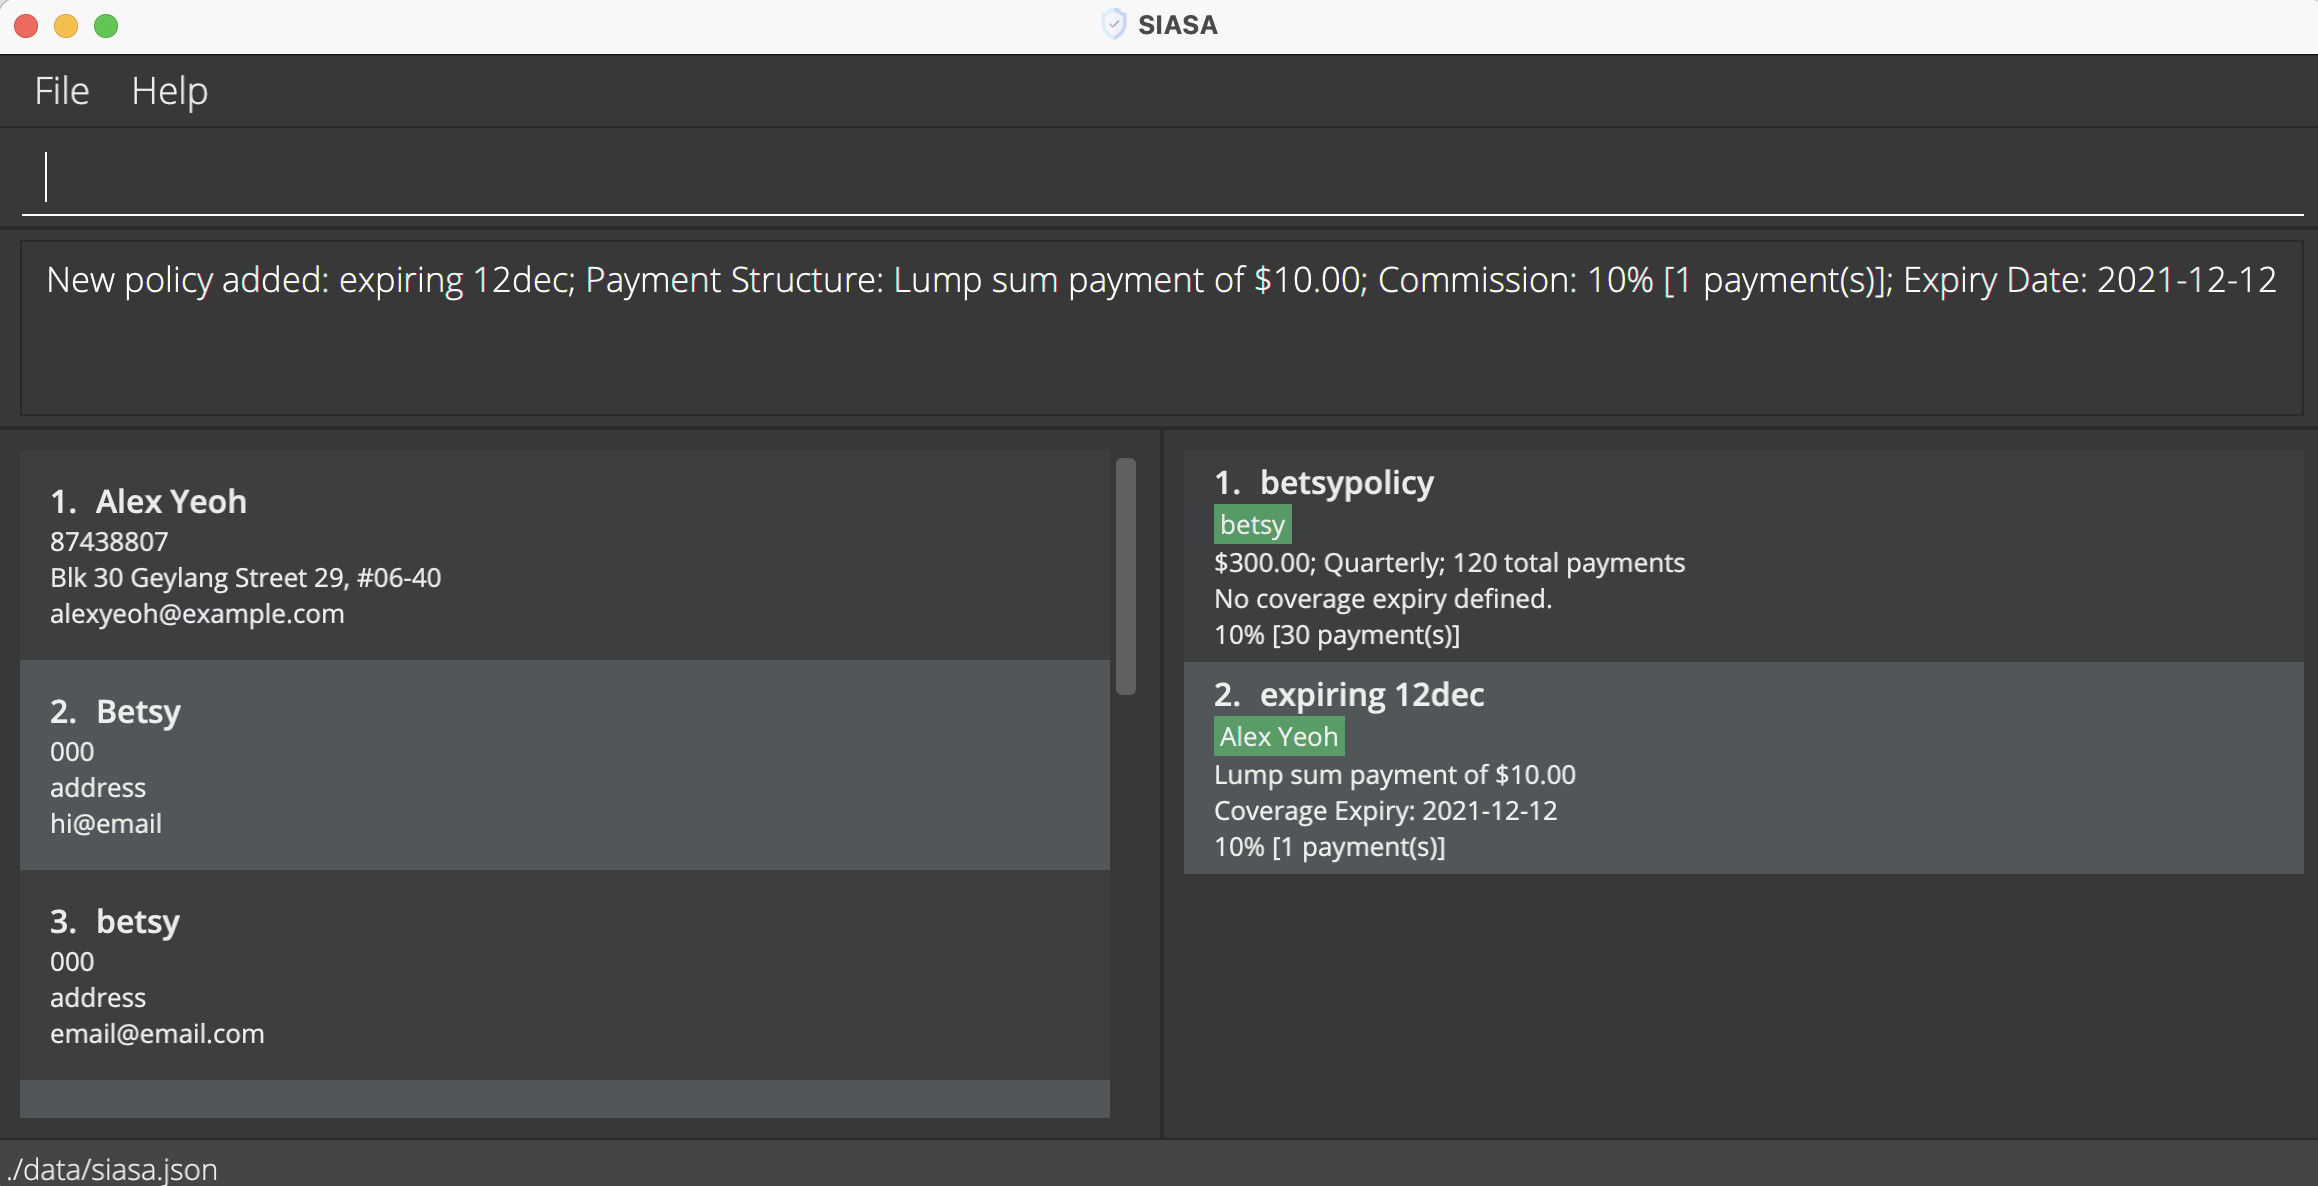 SIASA
File Help
New policy added: expiring 12dec; Payment Structure: Lump sum payment of $10.00; Commission: 10% [1 payment(s)]; Expiry Date: 2021-12-12
1. Alex Yeoh
87438807
Blk 30 Geylang Street 29, #06-40
alexyeoh@example.com
2. Betsy
000
address
hi@email
3. betsy
000
address
email@email.com
1. betsypolicy
betsy
$300.00; Quarterly; 120 total payments
No coverage expiry defined.
10% [30 payment(s)]
2. expiring 12dec
Alex Yeoh
Lump sum payment of $10.00
Coverage Expiry: 2021-12-12
10% [1 payment(s)]
./data/siasa.json